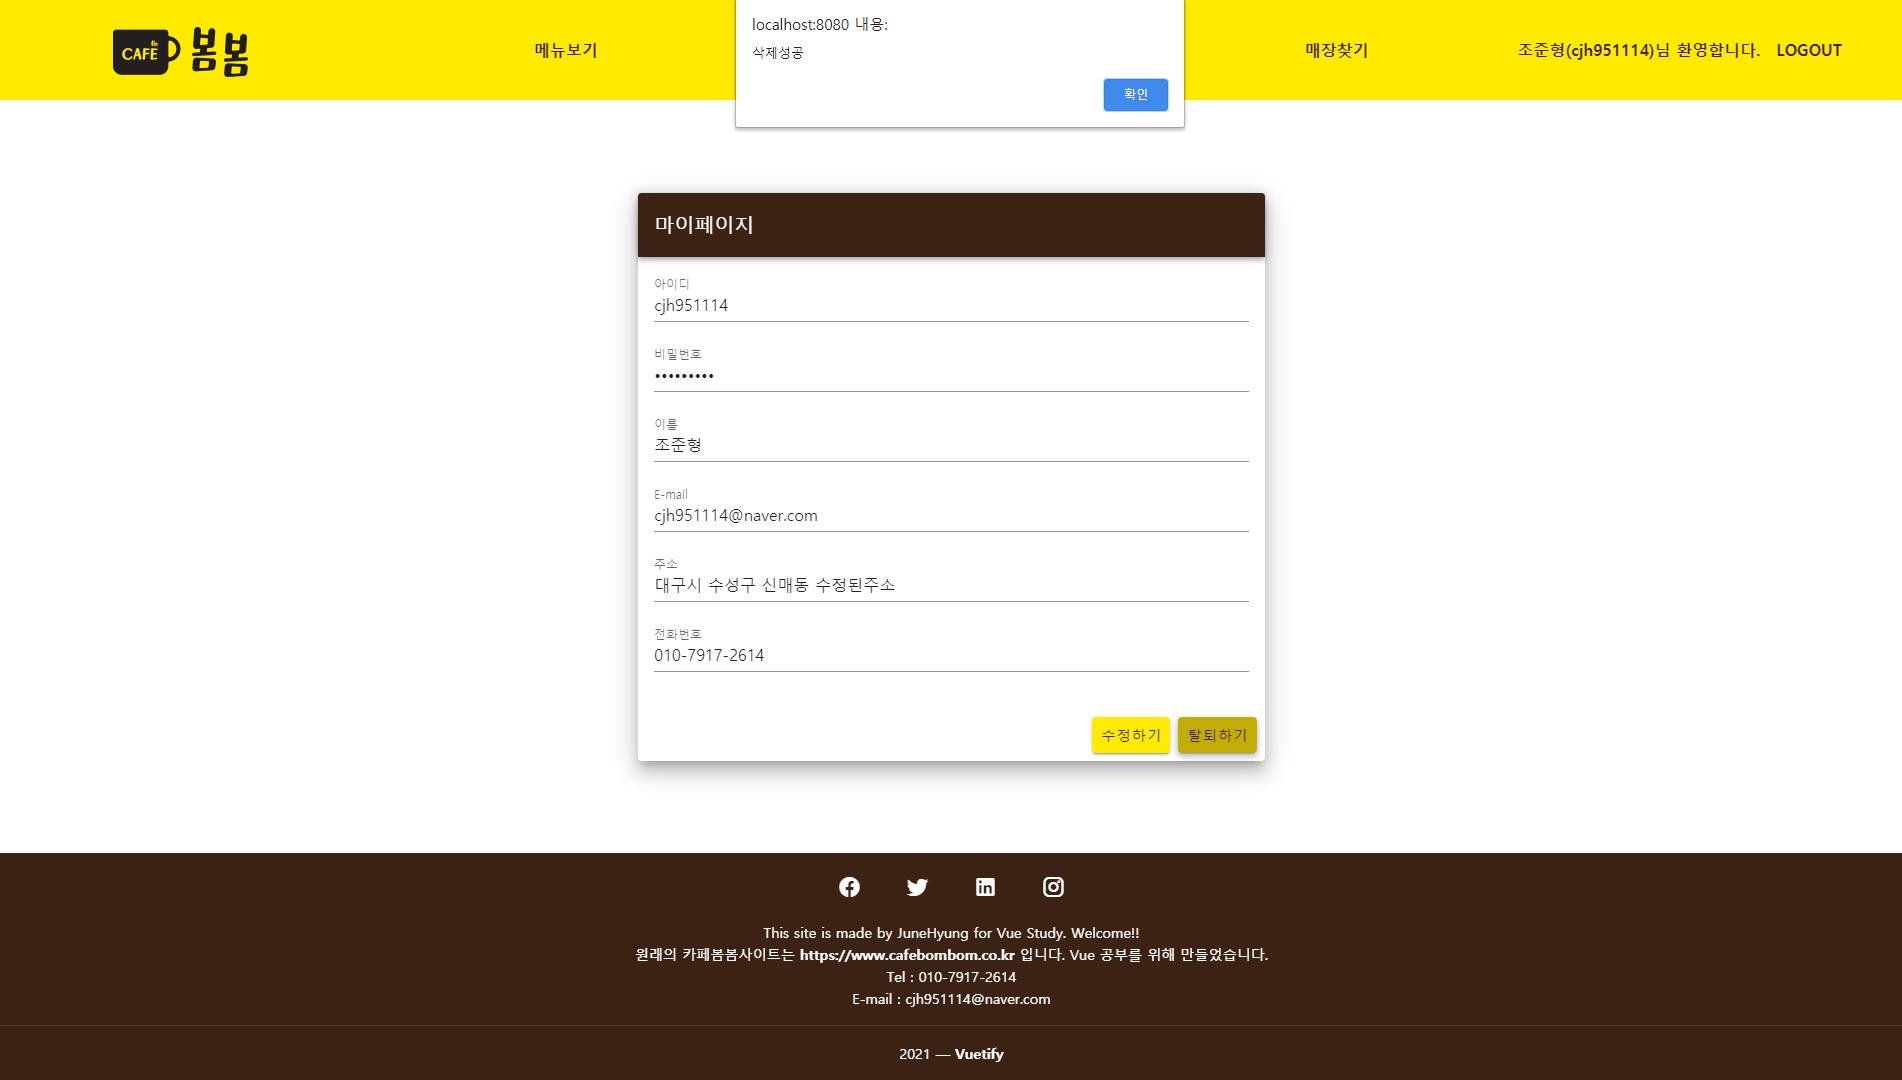 CAFÉ 봄봄
메뉴보기
localhost:8080 내용:
삭제성공
확인
매장찾기
조준형(cjh951114)님 환영합니다. LOGOUT
마이페이지
아이디
cjh951114
비밀번호
•••••••••
이름
조준형
E-mail
cjh951114@naver.com
주소
대구시 수성구 신매동 수정된주소
전화번호
010-7917-2614
수정하기 탈퇴하기
This site is made by JuneHyung for Vue Study. Welcome!!
원래의 카페봄봄사이트는 https://www.cafebombom.co.kr 입니다. Vue 공부를 위해 만들었습니다.
Tel : 010-7917-2614
E-mail : cjh951114@naver.com
2021 — Vuetify